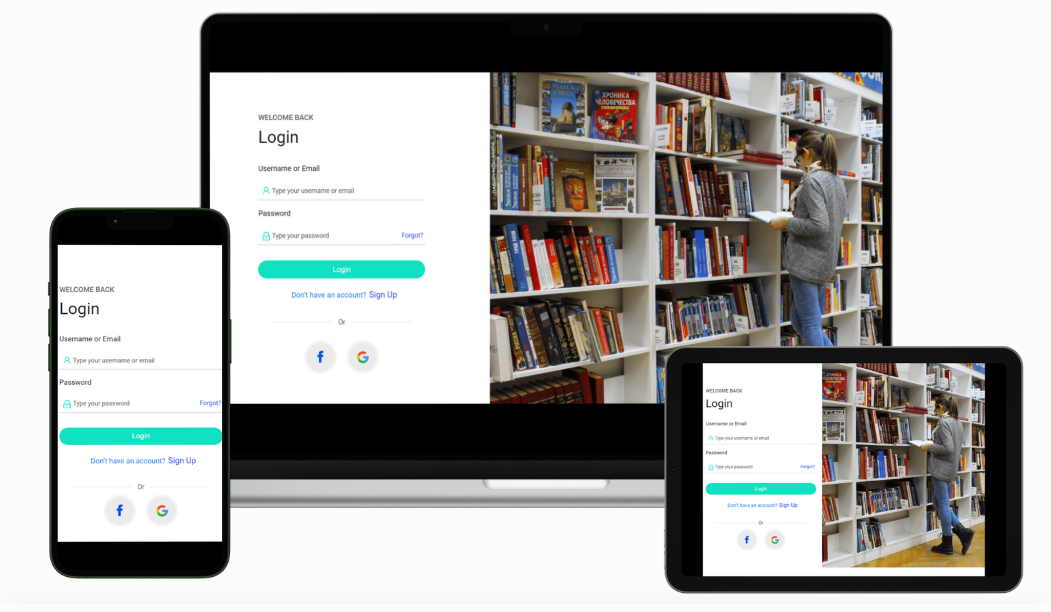 WELCOME BACK
Login
Username or Email
Type your username or email
Password
Type your password Forgot?
Login
Don't have an account? Sign Up
Or
f G
ХРОНИКА
ЧЕЛОВЕЧЕСТВА
WELCOME BACK
Login
Username or Email
Type your username or email
Password
Type your password Forgot?
Login
Don't have an account? Sign Up
Or
f G
WELCOME BACK
Login
Username or Email
Type your username or email
Password
Type your password Forgot?
Login
Don't have an account? Sign Up
Or
f G